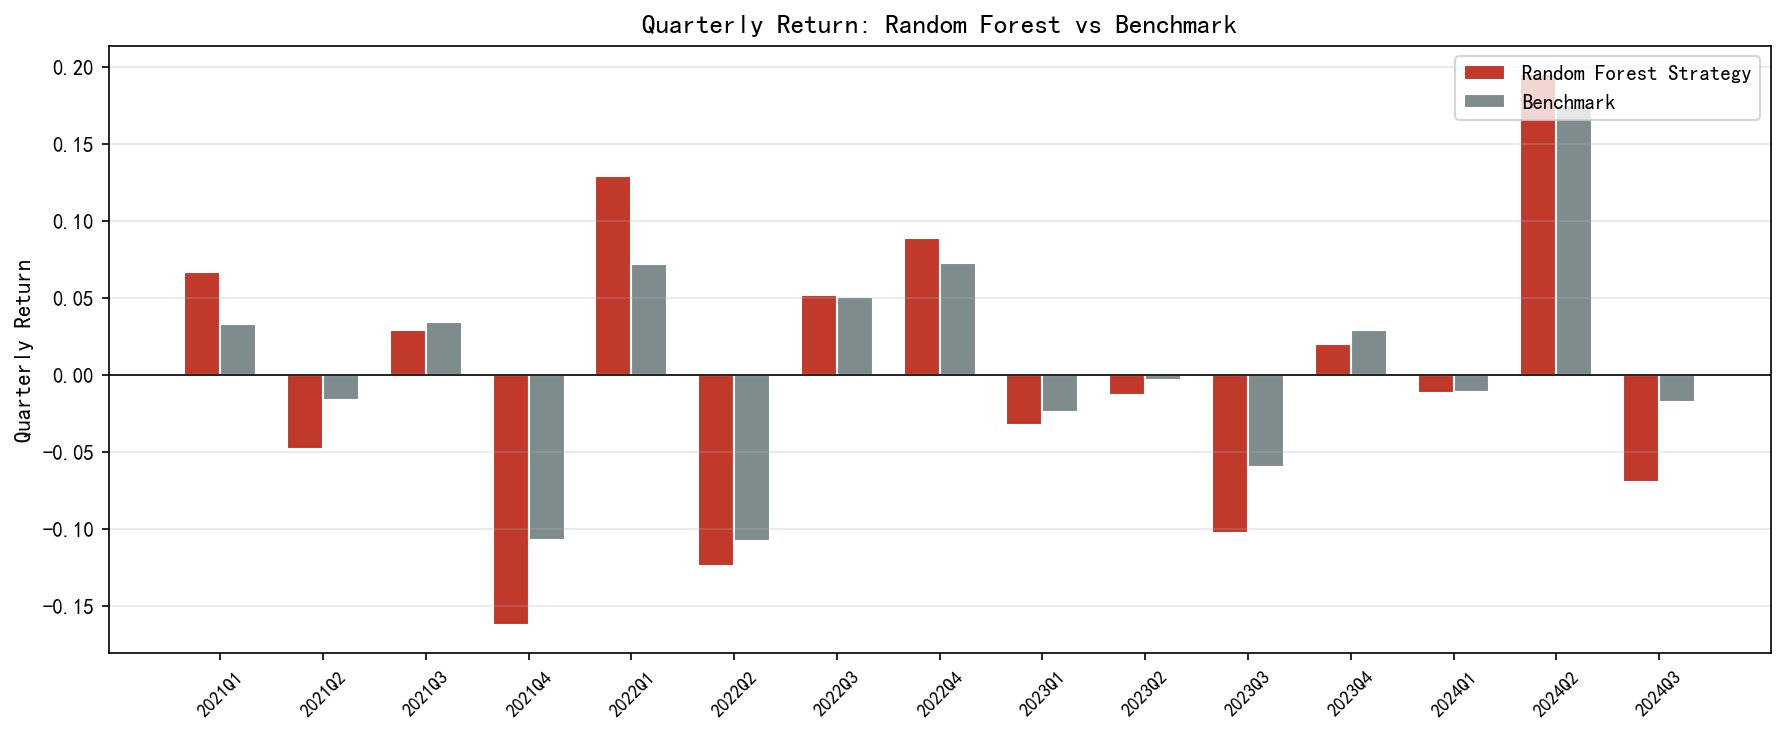 Quarterly Return: Random Forest vs Benchmark
Random Forest Strategy
Benchmark
Quarterly Return
0.20
0.15
0.10
0.05
0.00
-0.05
-0.10
-0.15
2021Q1
2021Q2
2021Q3
2021Q4
2022Q1
2022Q2
2022Q3
2022Q4
2023Q1
2023Q2
2023Q3
2023Q4
2024Q1
2024Q2
2024Q3